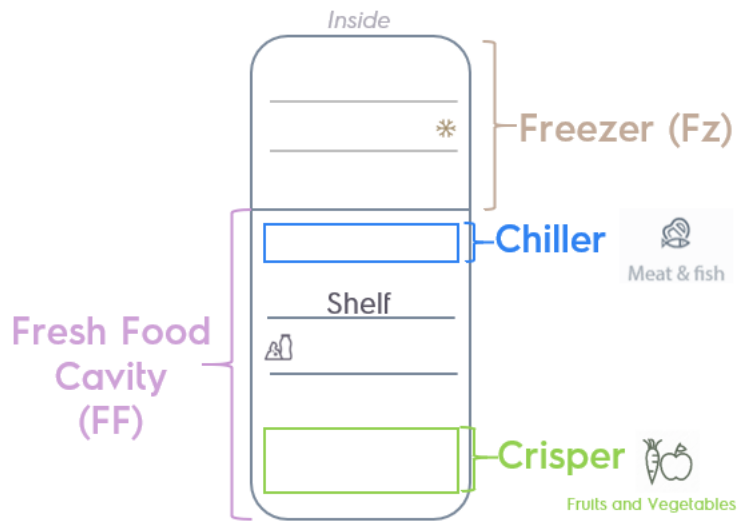 Inside
Freezer (Fz)
Chiller
Meat & fish
Shelf
Fresh Food
Cavity
(FF)
Crisper
Fruits and Vegetables